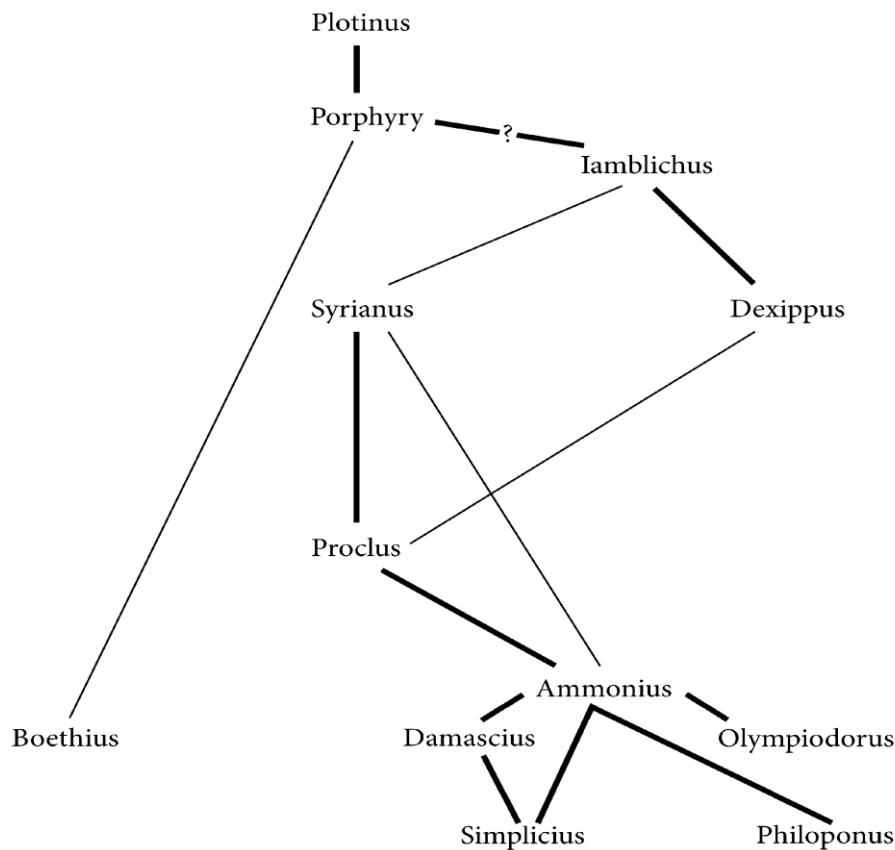 Plotinus
Porphyry
?
Iamblichus
Syrianus
Dexippus
Proclus
Ammonius
Boethius
Damascius
Olympiodorus
Simplicius
Philoponus